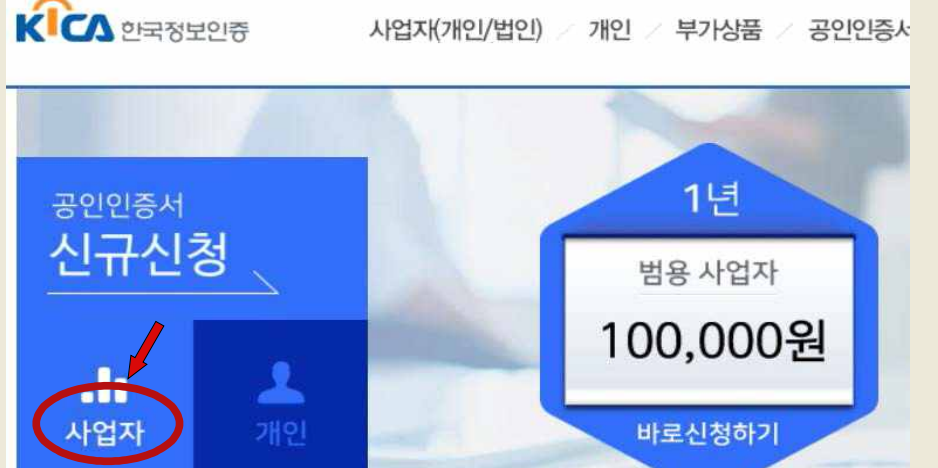 KICA 한국정보인증
사업자(개인/법인) / 개인 / 부가상품 / 공인인증서
공인인증서
신규신청
사업자
개인
1년
범용 사업자
100,000원
바로신청하기